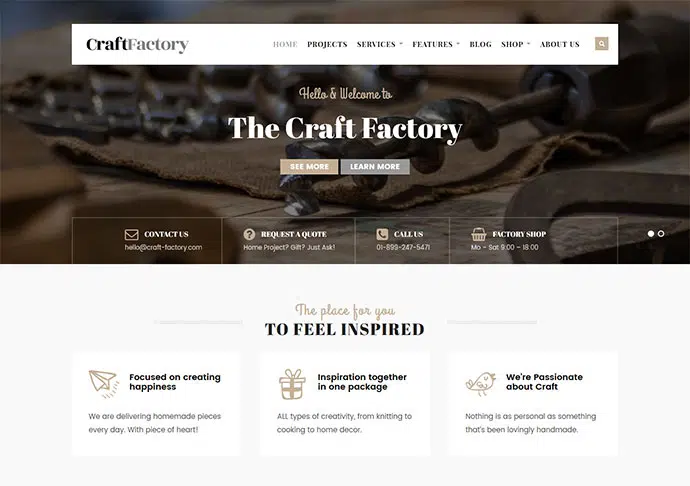 CraftFactory
HOME PROJECTS SERVICES FEATURES BLOG SHOP ABOUT US
Hello & Welcome to
The Craft Factory
SEE MORE LEARN MORE
CONTACT US
hello@craft-factory.com
REQUEST A QUOTE
Home Project? Gift? Just Ask!
CALL US
01-899-247-5471
FACTORY SHOP
Mo - Sat 9:00 - 18:00
The place for you
TO FEEL INSPIRED
Focused on creating
happiness
We are delivering homemade pieces
every day. With piece of heart!
Inspiration together
in one package
ALL types of creativity, from knitting to
cooking to home decor.
We're Passionate
about Craft
Nothing is as personal as something
that's been lovingly handmade.